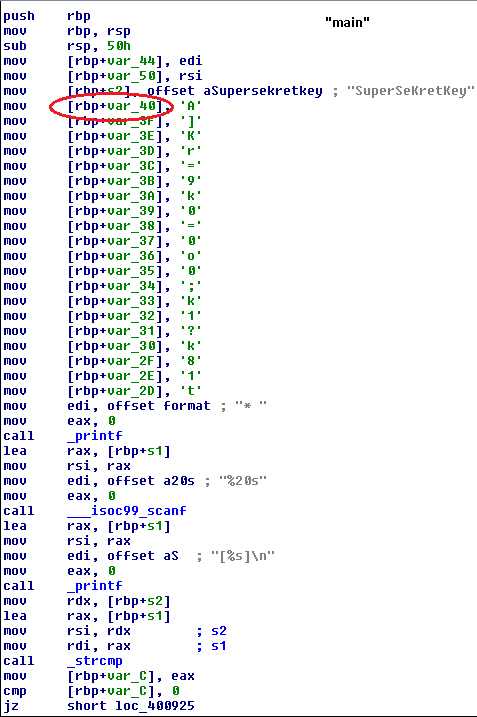 push rbp
"main"
mov rbp, rsp
sub rsp, 50h
mov [rbp+var_44], edi
mov [rbp+var_50], rsi
mov [rbp+s2], offset aSupersekretkey ; "SuperSeKretKey"
mov [rbp+var_40], 'A'
mov [rbp+var_3F], ']'
mov [rbp+var_3E], 'K'
mov [rbp+var_3D], 'r'
mov [rbp+var_3C], '='
mov [rbp+var_3B], '9'
mov [rbp+var_3A], 'k'
mov [rbp+var_39], '0'
mov [rbp+var_38], '='
mov [rbp+var_37], '0'
mov [rbp+var_36], 'o'
mov [rbp+var_35], '0'
mov [rbp+var_34], ';'
mov [rbp+var_33], 'k'
mov [rbp+var_32], '1'
mov [rbp+var_31], '?'
mov [rbp+var_30], 'k'
mov [rbp+var_2F], '8'
mov [rbp+var_2E], '1'
mov [rbp+var_2D], 't'
mov edi, offset format ; "* "
mov eax, 0
call _printf
lea rax, [rbp+s1]
mov rsi, rax
mov edi, offset a20s ; "%20s"
mov eax, 0
call ___isoc99_scanf
lea rax, [rbp+s1]
mov rsi, rax
mov edi, offset aS ; "[%s]\n"
mov eax, 0
call _printf
mov rdx, [rbp+s2]
lea rax, [rbp+s1]
mov rsi, rdx ; s2
mov rdi, rax ; s1
call _strcmp
mov [rbp+var_C], eax
cmp [rbp+var_C], 0
jz short loc_400925